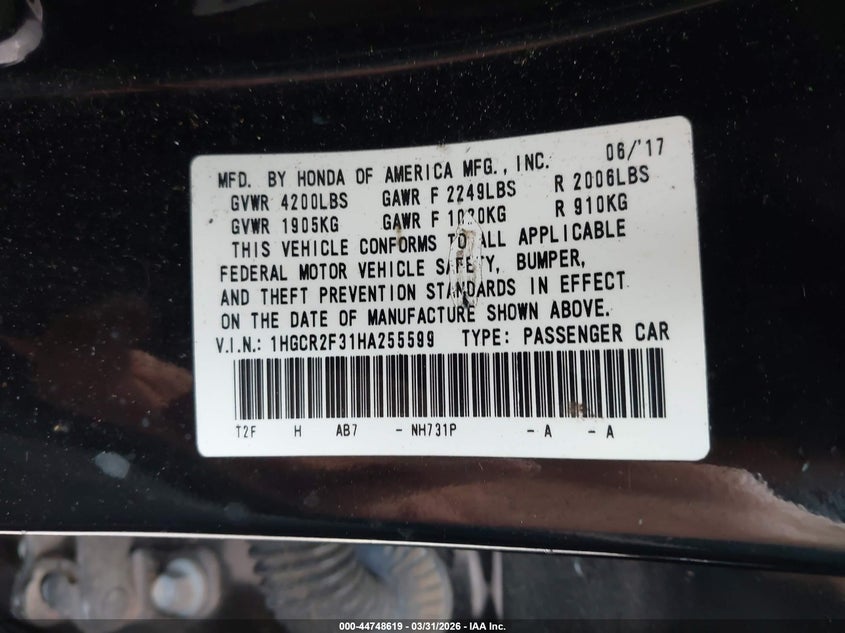 MFD. BY HONDA OF AMERICA MFG., INC. 06/'17
GVWR 4200LBS GAWR F 2249LBS R 2006LBS
GVWR 1905KG GAWR F 1020KG R 910KG
THIS VEHICLE CONFORMS TO ALL APPLICABLE
FEDERAL MOTOR VEHICLE SAFETY, BUMPER,
AND THEFT PREVENTION STANDARDS IN EFFECT
ON THE DATE OF MANUFACTURE SHOWN ABOVE.
V.I.N.: 1HGCR2F31HA255599 TYPE: PASSENGER CAR
T2F H AB7 - NH731P - A - A
000-44748619 - 03/31/2026 - IAA Inc.